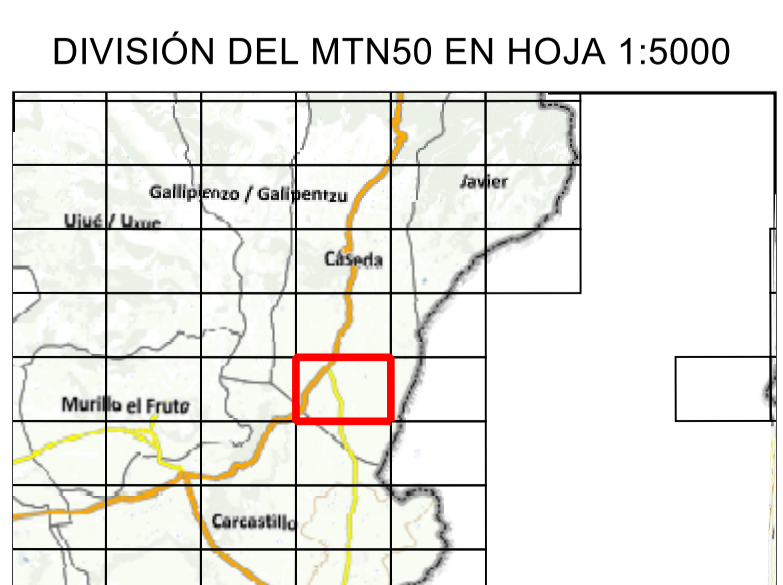 DIVISIÓN DEL MTN50 EN HOJA 1:5000
Javier
Gallipienzo / Galipentzu
Ujué / Uxue
Cáseda
Murillo el Fruto
Carcastillo